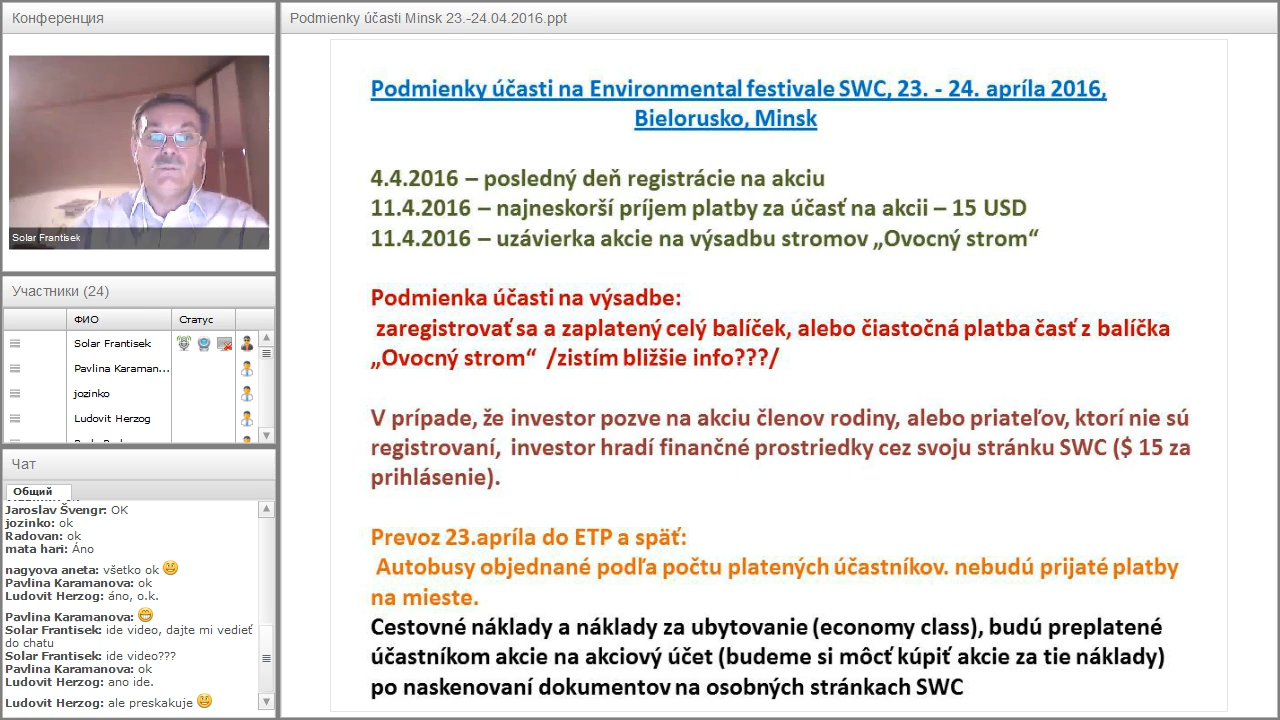 Конференция
Solar Frantisek
Участники (24)
ФИО
Статус
Solar Frantisek
Pavlina Karaman...
jozinko
Ludovit Herzog
Чат
Общий
Jaroslav Švengr: OK
jozinko: ok
Radovan: ok
mata hari: Áno
nagyova aneta: všetko ok
Pavlina Karamanova: ok
Ludovit Herzog: áno, o.k.
Pavlina Karamanova:
Solar Frantisek: ide video, dajte mi vedieť
do chatu
Solar Frantisek: ide video???
Pavlina Karamanova: ok
Ludovit Herzog: ano ide.
Ludovit Herzog: ale preskakuje
Podmienky účasti Minsk 23.-24.04.2016.ppt
Podmienky účasti na Environmental festivale SWC, 23. - 24. apríla 2016,
Bielorusko, Minsk
4.4.2016 – posledný deň registrácie na akciu
11.4.2016 – najneskorší príjem platby za účasť na akcii – 15 USD
11.4.2016 – uzávierka akcie na výsadbu stromov „Ovocný strom“
Podmienka účasti na výsadbe:
zaregistrovať sa a zaplatený celý balíček, alebo čiastočná platba časť z balíčka
„Ovocný strom“ /zistím bližšie info???/
V prípade, že investor pozve na akciu členov rodiny, alebo priateľov, ktorí nie sú
registrovaní, investor hradí finančné prostriedky cez svoju stránku SWC ($ 15 za
prihlásenie).
Prevoz 23.apríla do ETP a späť:
Autobusy objednané podľa počtu platených účastníkov. nebudú prijaté platby
na mieste.
Cestovné náklady a náklady za ubytovanie (economy class), budú preplatené
účastníkom akcie na akciový účet (budeme si môcť kúpiť akcie za tie náklady)
po naskenovaní dokumentov na osobných stránkach SWC